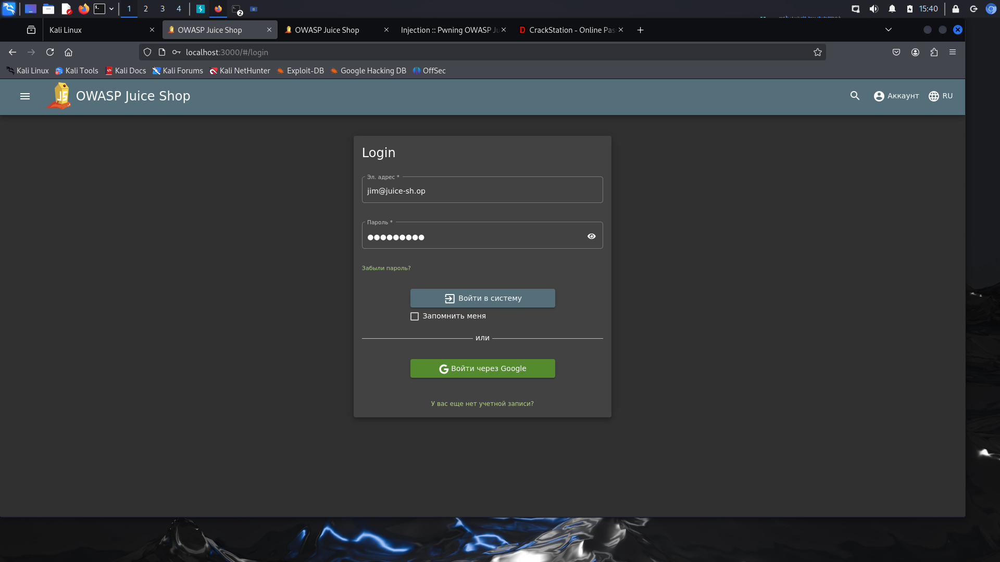 1 2 3 4 2 15:40
Kali Linux OWASP Juice Shop OWASP Juice Shop Injection :: Pwning OWASP Ju CrackStation - Online Pas
localhost:3000/#/login
Kali Linux Kali Tools Kali Docs Kali Forums Kali NetHunter Exploit-DB Google Hacking DB OffSec
JS OWASP Juice Shop Аккаунт RU
Login
Эл. адрес *
jim@juice-sh.op
Пароль *
●●●●●●●●●
Забыли пароль?
Войти в систему
Запомнить меня
или
G Войти через Google
У вас еще нет учетной записи?